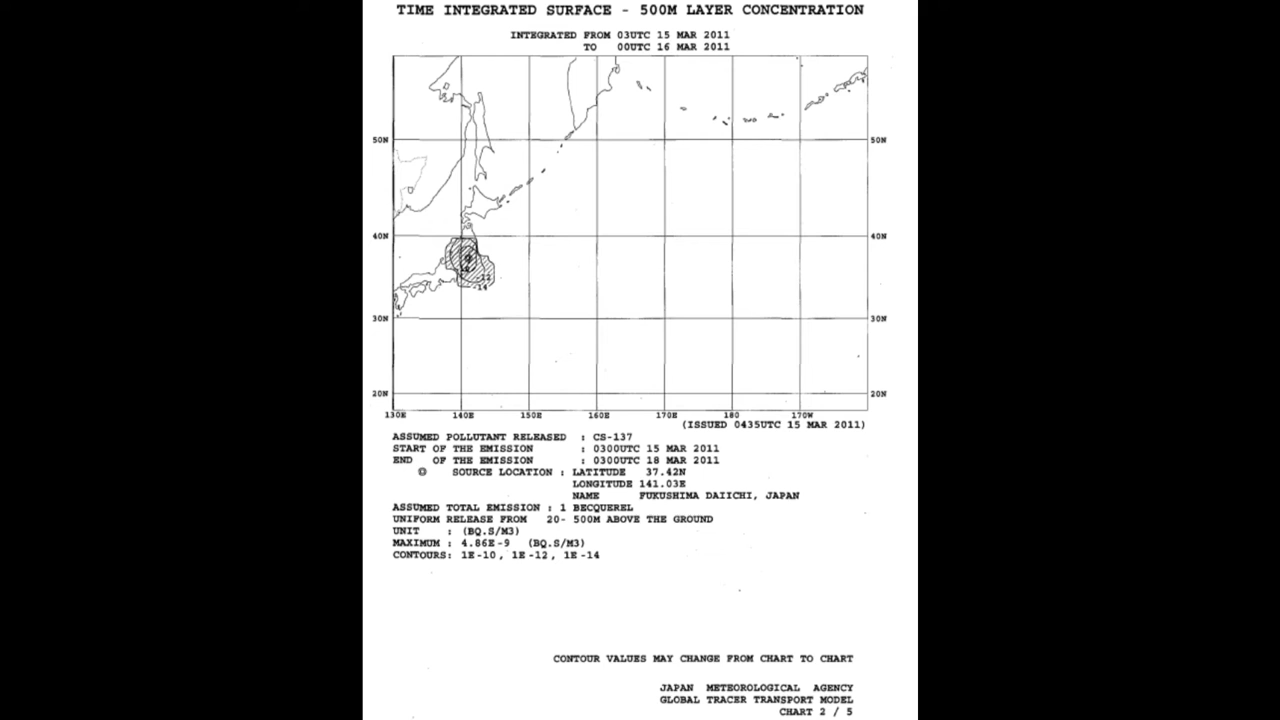 TIME INTEGRATED SURFACE - 500M LAYER CONCENTRATION
INTEGRATED FROM 03UTC 15 MAR 2011
TO 00UTC 16 MAR 2011
50N 50N
40N 40N
-12
-14
30N 30N
20N 20N
130E 140E 150E 160E 170E 180 170W
(ISSUED 0435UTC 15 MAR 2011)
ASSUMED POLLUTANT RELEASED : CS-137
START OF THE EMISSION : 0300UTC 15 MAR 2011
END OF THE EMISSION : 0300UTC 18 MAR 2011
◎ SOURCE LOCATION : LATITUDE 37.42N
LONGITUDE 141.03E
NAME FUKUSHIMA DAIICHI, JAPAN
ASSUMED TOTAL EMISSION : 1 BECQUEREL
UNIFORM RELEASE FROM 20- 500M ABOVE THE GROUND
UNIT : (BQ.S/M3)
MAXIMUM : 4.86E-9 (BQ.S/M3)
CONTOURS: 1E-10, 1E-12, 1E-14
CONTOUR VALUES MAY CHANGE FROM CHART TO CHART
JAPAN METEOROLOGICAL AGENCY
GLOBAL TRACER TRANSPORT MODEL
CHART 2 / 5